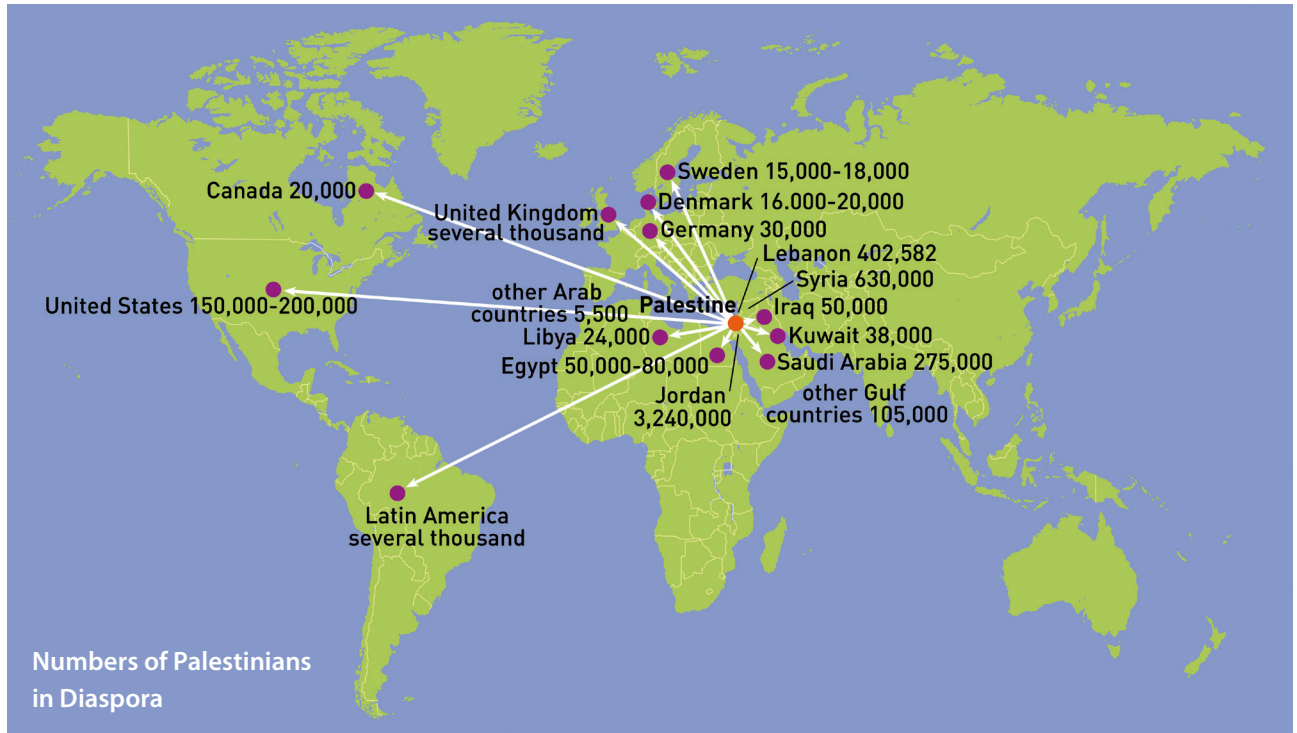 Sweden 15,000-18,000
Canada 20,000
Denmark 16.000-20,000
United Kingdom
several thousand
Germany 30,000
Lebanon 402,582
Syria 630,000
other Arab
countries 5,500
Palestine
Iraq 50,000
United States 150,000-200,000
Libya 24,000
Kuwait 38,000
Egypt 50,000-80,000
Saudi Arabia 275,000
Jordan
3,240,000
other Gulf
countries 105,000
Latin America
several thousand
Numbers of Palestinians
in Diaspora